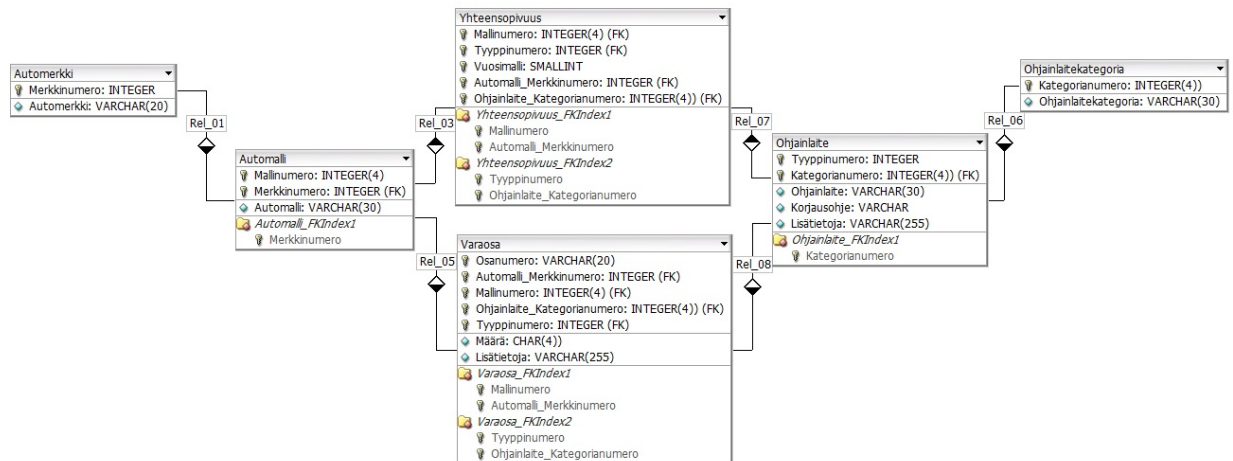 Automerkki
Merkkinumero: INTEGER
Automerkki: VARCHAR(20)
Rel_01
Automalli
Mallinumero: INTEGER(4)
Merkkinumero: INTEGER (FK)
Automalli: VARCHAR(30)
Automalli_FKIndex1
Merkkinumero
Rel_03
Rel_05
Yhteensopivuus
Mallinumero: INTEGER(4) (FK)
Tyyppinumero: INTEGER (FK)
Vuosimalli: SMALLINT
Automalli_Merkkinumero: INTEGER (FK)
Ohjainlaite_Kategorianumero: INTEGER(4)) (FK)
Yhteensopivuus_FKIndex1
Mallinumero
Automalli_Merkkinumero
Yhteensopivuus_FKIndex2
Tyyppinumero
Ohjainlaite_Kategorianumero
Varaosa
Osanumero: VARCHAR(20)
Automalli_Merkkinumero: INTEGER (FK)
Mallinumero: INTEGER(4) (FK)
Ohjainlaite_Kategorianumero: INTEGER(4)) (FK)
Tyyppinumero: INTEGER (FK)
Määrä: CHAR(4))
Lisätietoja: VARCHAR(255)
Varaosa_FKIndex1
Mallinumero
Automalli_Merkkinumero
Varaosa_FKIndex2
Tyyppinumero
Ohjainlaite_Kategorianumero
Rel_07
Rel_08
Ohjainlaite
Tyyppinumero: INTEGER
Kategorianumero: INTEGER(4)) (FK)
Ohjainlaite: VARCHAR(30)
Korjausohje: VARCHAR
Lisätietoja: VARCHAR(255)
Ohjainlaite_FKIndex1
Kategorianumero
Rel_06
Ohjainlaitekategoria
Kategorianumero: INTEGER(4))
Ohjainlaitekategoria: VARCHAR(30)